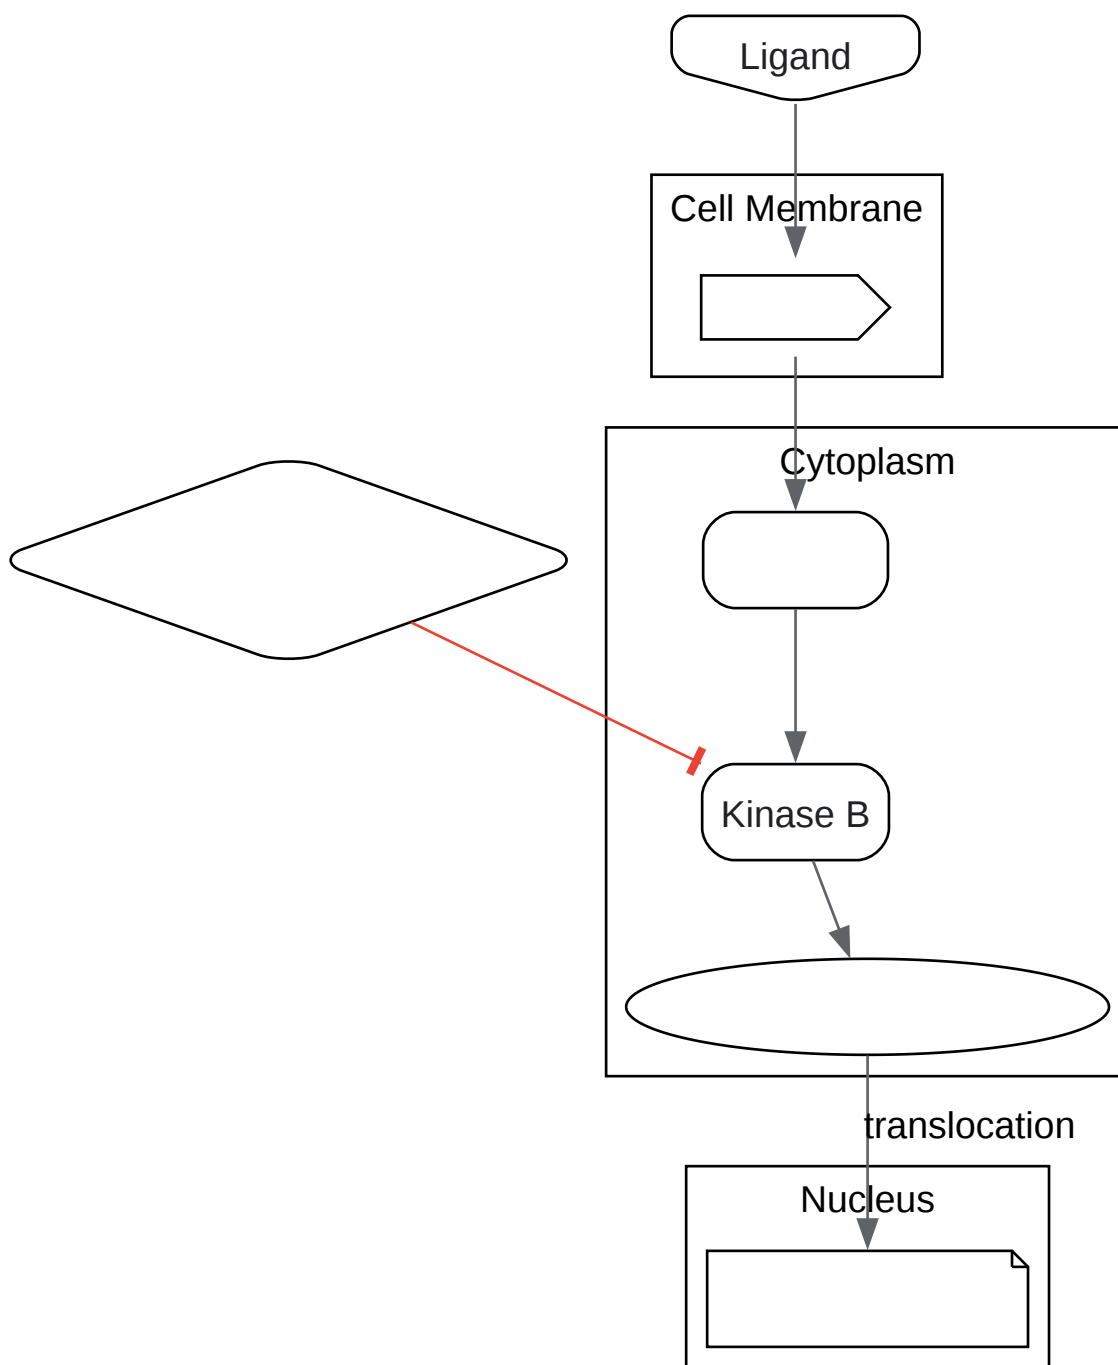 Ligand
Cell Membrane
Cytoplasm
Kinase B
translocation
Nucleus